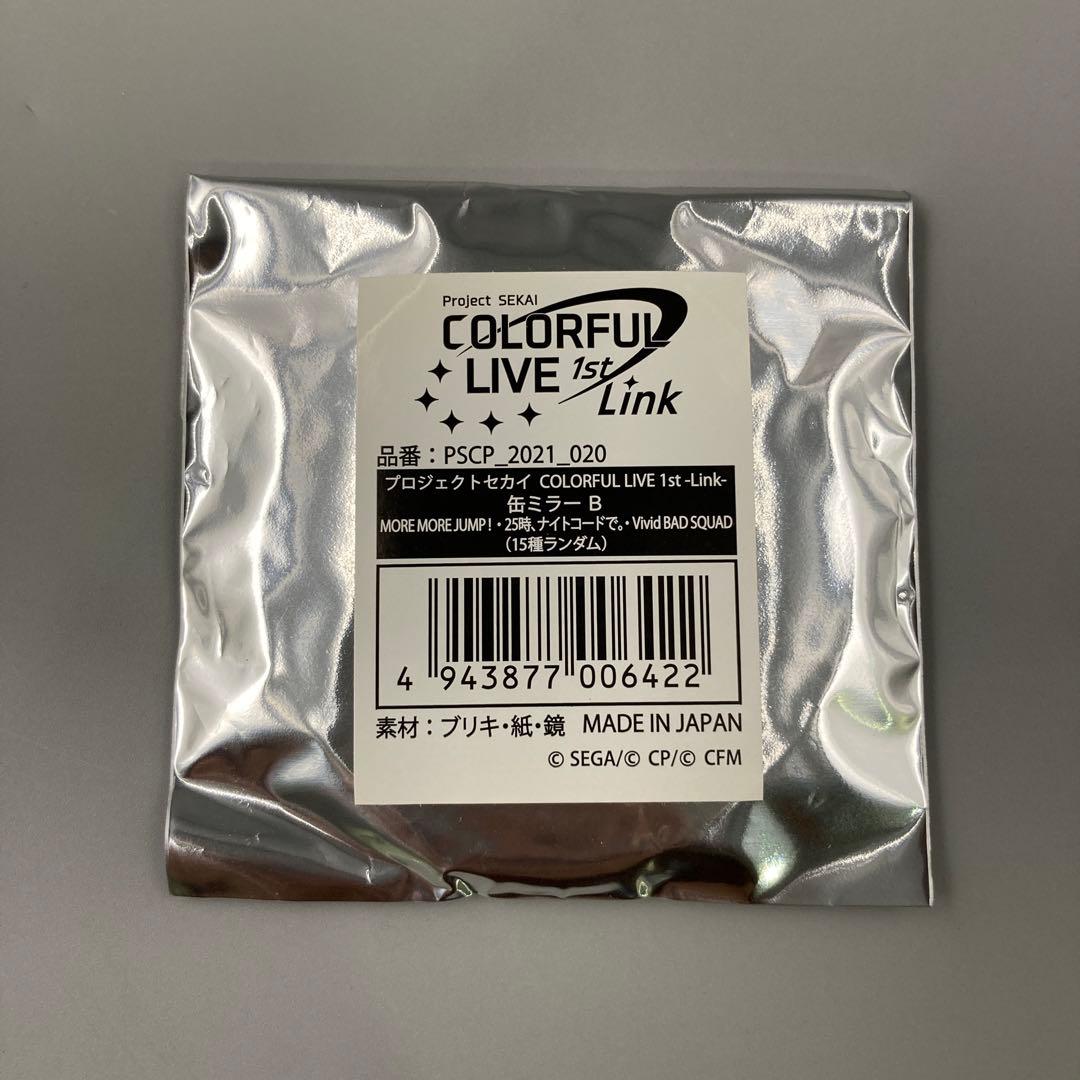 Project SEKAI
COLORFUL
LIVE 1st
Link
品番：PSCP_2021_020
プロジェクトセカイ COLORFUL LIVE 1st -Link-
缶ミラー B
MORE MORE JUMP!・25時、ナイトコードで。・Vivid BAD SQUAD
（15種ランダム）
4 943877 006422
素材：ブリキ・紙・鏡 MADE IN JAPAN
© SEGA/© CP/© CFM